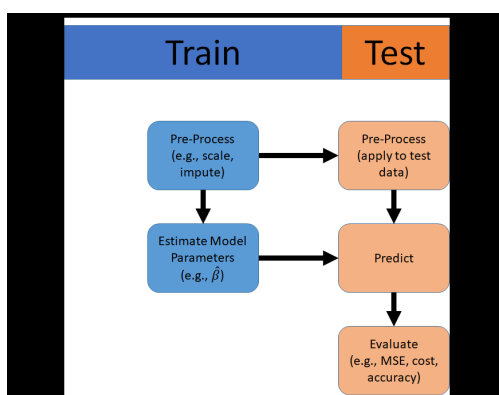 Train
Test
Pre-Process
(e.g., scale,
impute)
Pre-Process
(apply to test
data)
Estimate Model
Parameters
(e.g., β̂)
Predict
Evaluate
(e.g., MSE, cost,
accuracy)